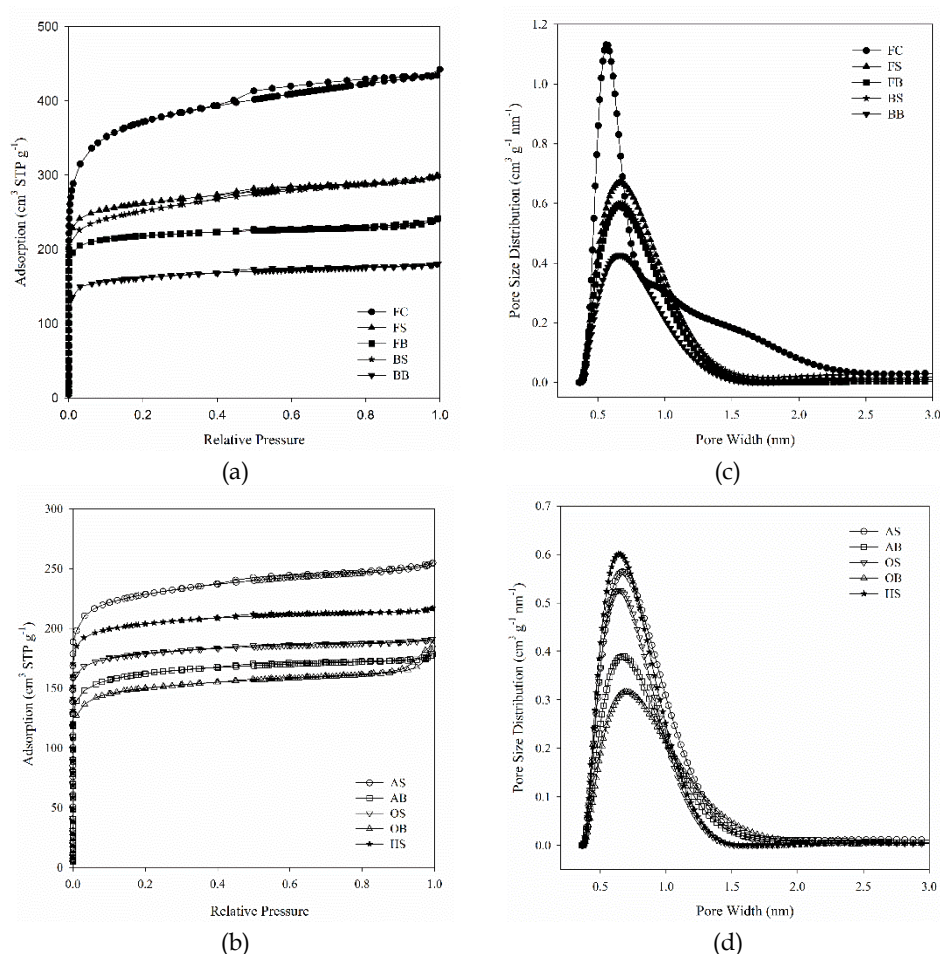 500
400
300
200
100
0
Adsorption (cm³ STP g⁻¹)
FC
FS
FB
BS
BB
0.0 0.2 0.4 0.6 0.8 1.0
Relative Pressure
(a)
1.2
1.0
0.8
0.6
0.4
0.2
0.0
Pore Size Distribution (cm³ g⁻¹ nm⁻¹)
FC
FS
FB
BS
BB
0.5 1.0 1.5 2.0 2.5 3.0
Pore Width (nm)
(c)
300
250
200
150
100
50
0
Adsorption (cm³ STP g⁻¹)
AS
AB
OS
OB
HS
0.0 0.2 0.4 0.6 0.8 1.0
Relative Pressure
(b)
0.7
0.6
0.5
0.4
0.3
0.2
0.1
0.0
Pore Size Distribution (cm³ g⁻¹ nm⁻¹)
AS
AB
OS
OB
HS
0.5 1.0 1.5 2.0 2.5 3.0
Pore Width (nm)
(d)